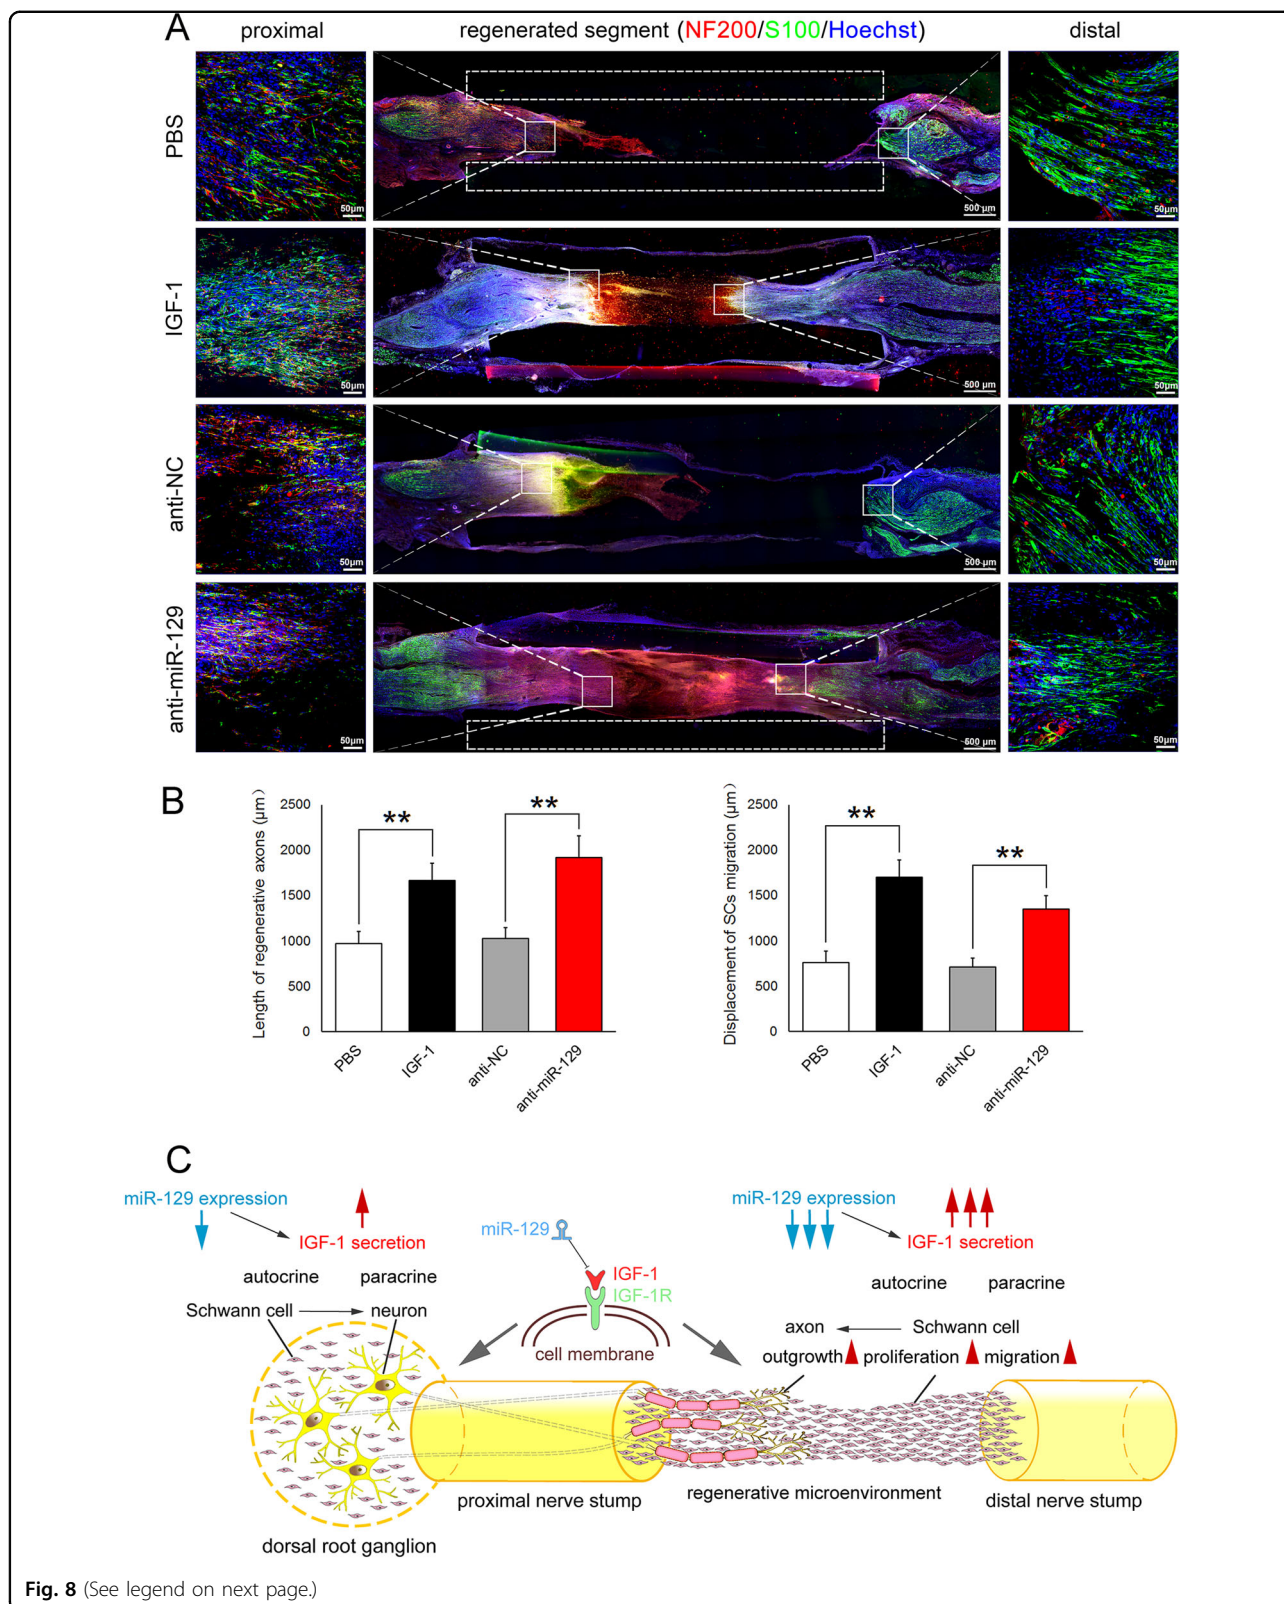 A
proximal
regenerated segment (NF200/S100/Hoechst)
distal
PBS
50µm
500 µm
50µm
IGF-1
50µm
500 µm
50µm
anti-NC
50µm
500 µm
50µm
anti-miR-129
50µm
500 µm
50µm
B
Length of regenerative axons (µm)
2500
2000
1500
1000
500
0
**
**
PBS
IGF-1
anti-NC
anti-miR-129
Displacement of SCs migration (µm)
2500
2000
1500
1000
500
0
**
**
PBS
IGF-1
anti-NC
anti-miR-129
C
miR-129 expression
IGF-1 secretion
autocrine
paracrine
Schwann cell
neuron
miR-129
IGF-1
IGF-1R
cell membrane
miR-129 expression
IGF-1 secretion
autocrine
paracrine
axon
Schwann cell
outgrowth
proliferation
migration
proximal nerve stump
regenerative microenvironment
distal nerve stump
dorsal root ganglion
Fig. 8 (See legend on next page.)